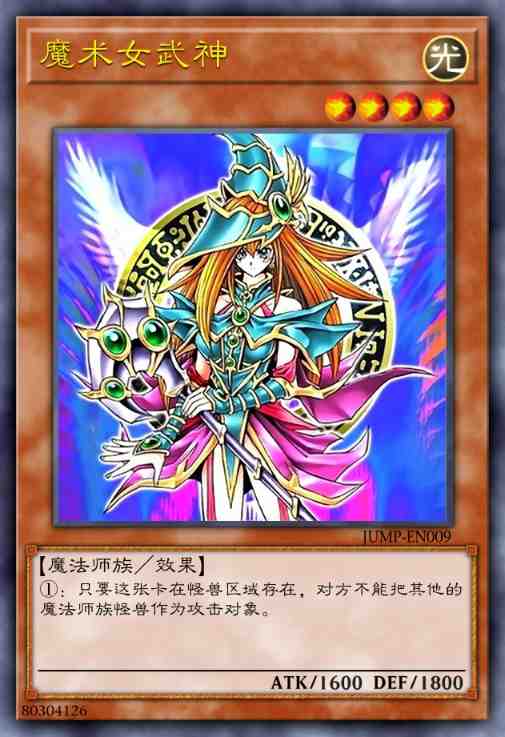 魔术女武神
光
JUMP-EN009
【魔法师族／效果】
①：只要这张卡在怪兽区域存在，对方不能把其他的
魔法师族怪兽作为攻击对象。
ATK/1600 DEF/1800
80304126